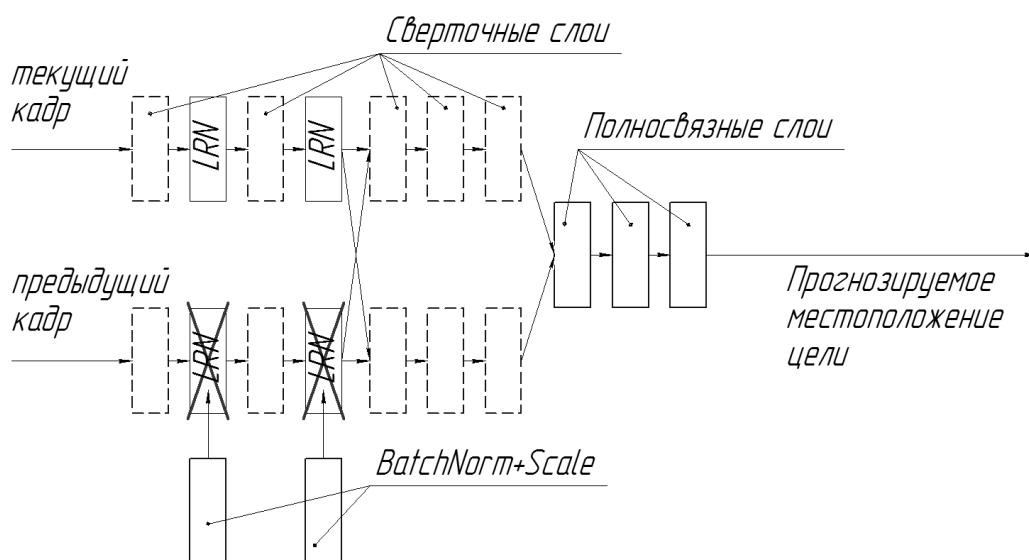 Сверточные слои
текущий
кадр
LRN
LRN
Полносвязные слои
предыдущий
кадр
LRN
LRN
Прогнозируемое
местоположение
цели
BatchNorm+Scale